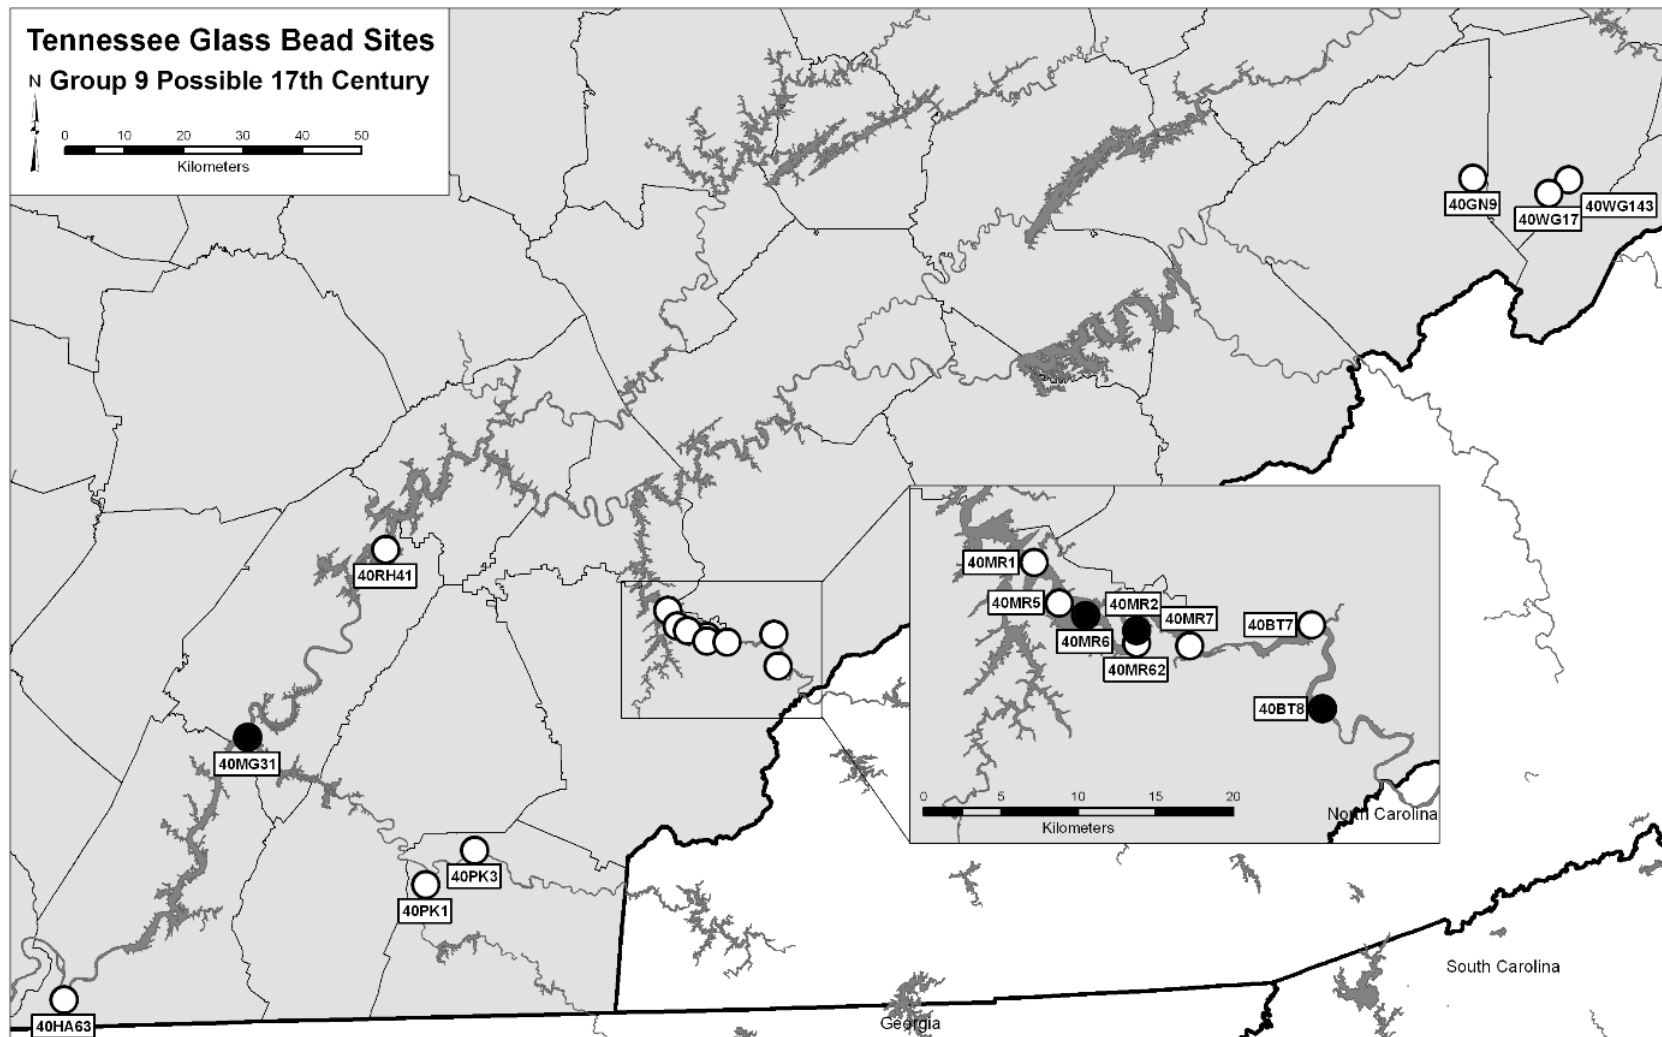 Tennessee Glass Bead Sites
N
Group 9 Possible 17th Century
0 10 20 30 40 50
Kilometers
40GN9
40WG17
40WG143
40RH41
40MG31
40PK3
40PK1
40HA63
40MR1
40MR5
40MR6
40MR2
40MR62
40MR7
40BT7
40BT8
0 5 10 15 20
Kilometers
North Carolina
South Carolina
Georgia